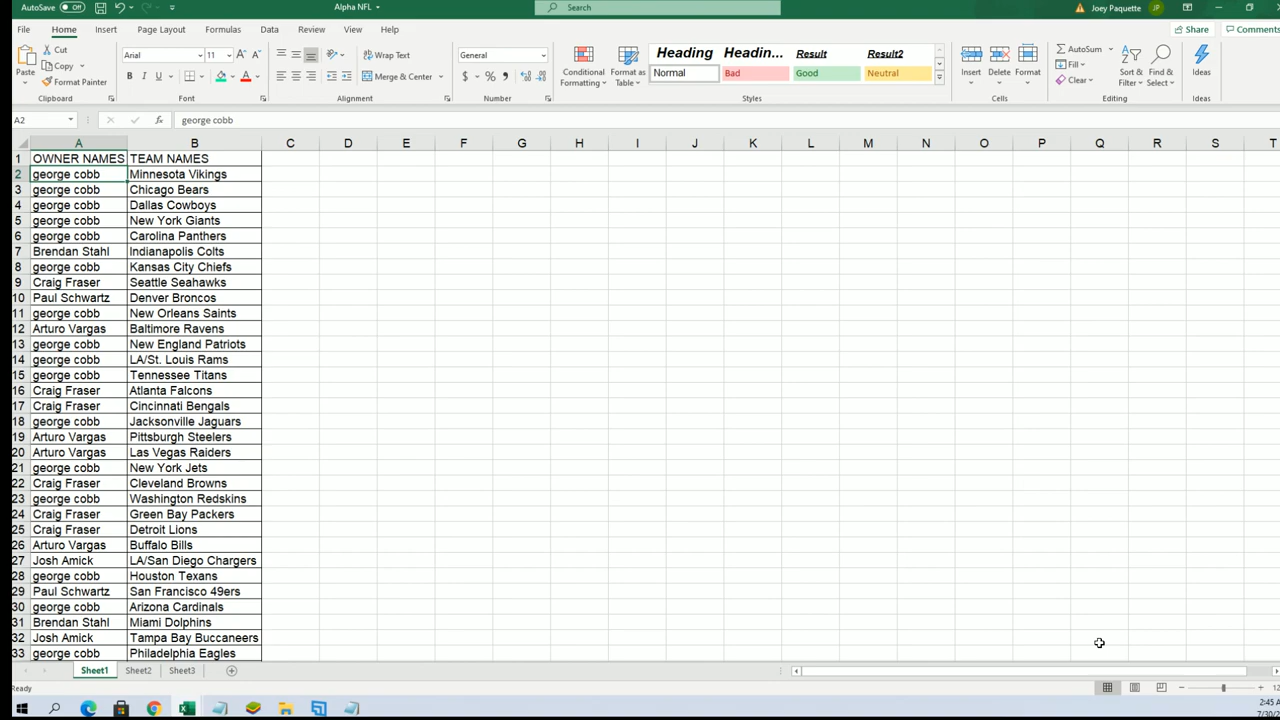 AutoSave Off Alpha NFL Search Joey Paquette JP
File Home Insert Page Layout Formulas Data Review View Help Share Comments
Paste Cut Copy Format Painter Clipboard
Arial 11 B I U A Font
Wrap Text Merge & Center Alignment
General $ % Number
Conditional Formatting Format as Table
Heading Headin... Result Result2
Normal Bad Good Neutral Styles
Insert Delete Format Cells
AutoSum Fill Clear Sort & Filter Find & Select Editing
Ideas Ideas
A2 fx george cobb
A B C D E F G H I J K L M N O P Q R S T
1 OWNER NAMES TEAM NAMES
2 george cobb Minnesota Vikings
3 george cobb Chicago Bears
4 george cobb Dallas Cowboys
5 george cobb New York Giants
6 george cobb Carolina Panthers
7 Brendan Stahl Indianapolis Colts
8 george cobb Kansas City Chiefs
9 Craig Fraser Seattle Seahawks
10 Paul Schwartz Denver Broncos
11 george cobb New Orleans Saints
12 Arturo Vargas Baltimore Ravens
13 george cobb New England Patriots
14 george cobb LA/St. Louis Rams
15 george cobb Tennessee Titans
16 Craig Fraser Atlanta Falcons
17 Craig Fraser Cincinnati Bengals
18 george cobb Jacksonville Jaguars
19 Arturo Vargas Pittsburgh Steelers
20 Arturo Vargas Las Vegas Raiders
21 george cobb New York Jets
22 Craig Fraser Cleveland Browns
23 george cobb Washington Redskins
24 Craig Fraser Green Bay Packers
25 Craig Fraser Detroit Lions
26 Arturo Vargas Buffalo Bills
27 Josh Amick LA/San Diego Chargers
28 george cobb Houston Texans
29 Paul Schwartz San Francisco 49ers
30 george cobb Arizona Cardinals
31 Brendan Stahl Miami Dolphins
32 Josh Amick Tampa Bay Buccaneers
33 george cobb Philadelphia Eagles
Sheet1 Sheet2 Sheet3
Ready
2:45
7/30/2